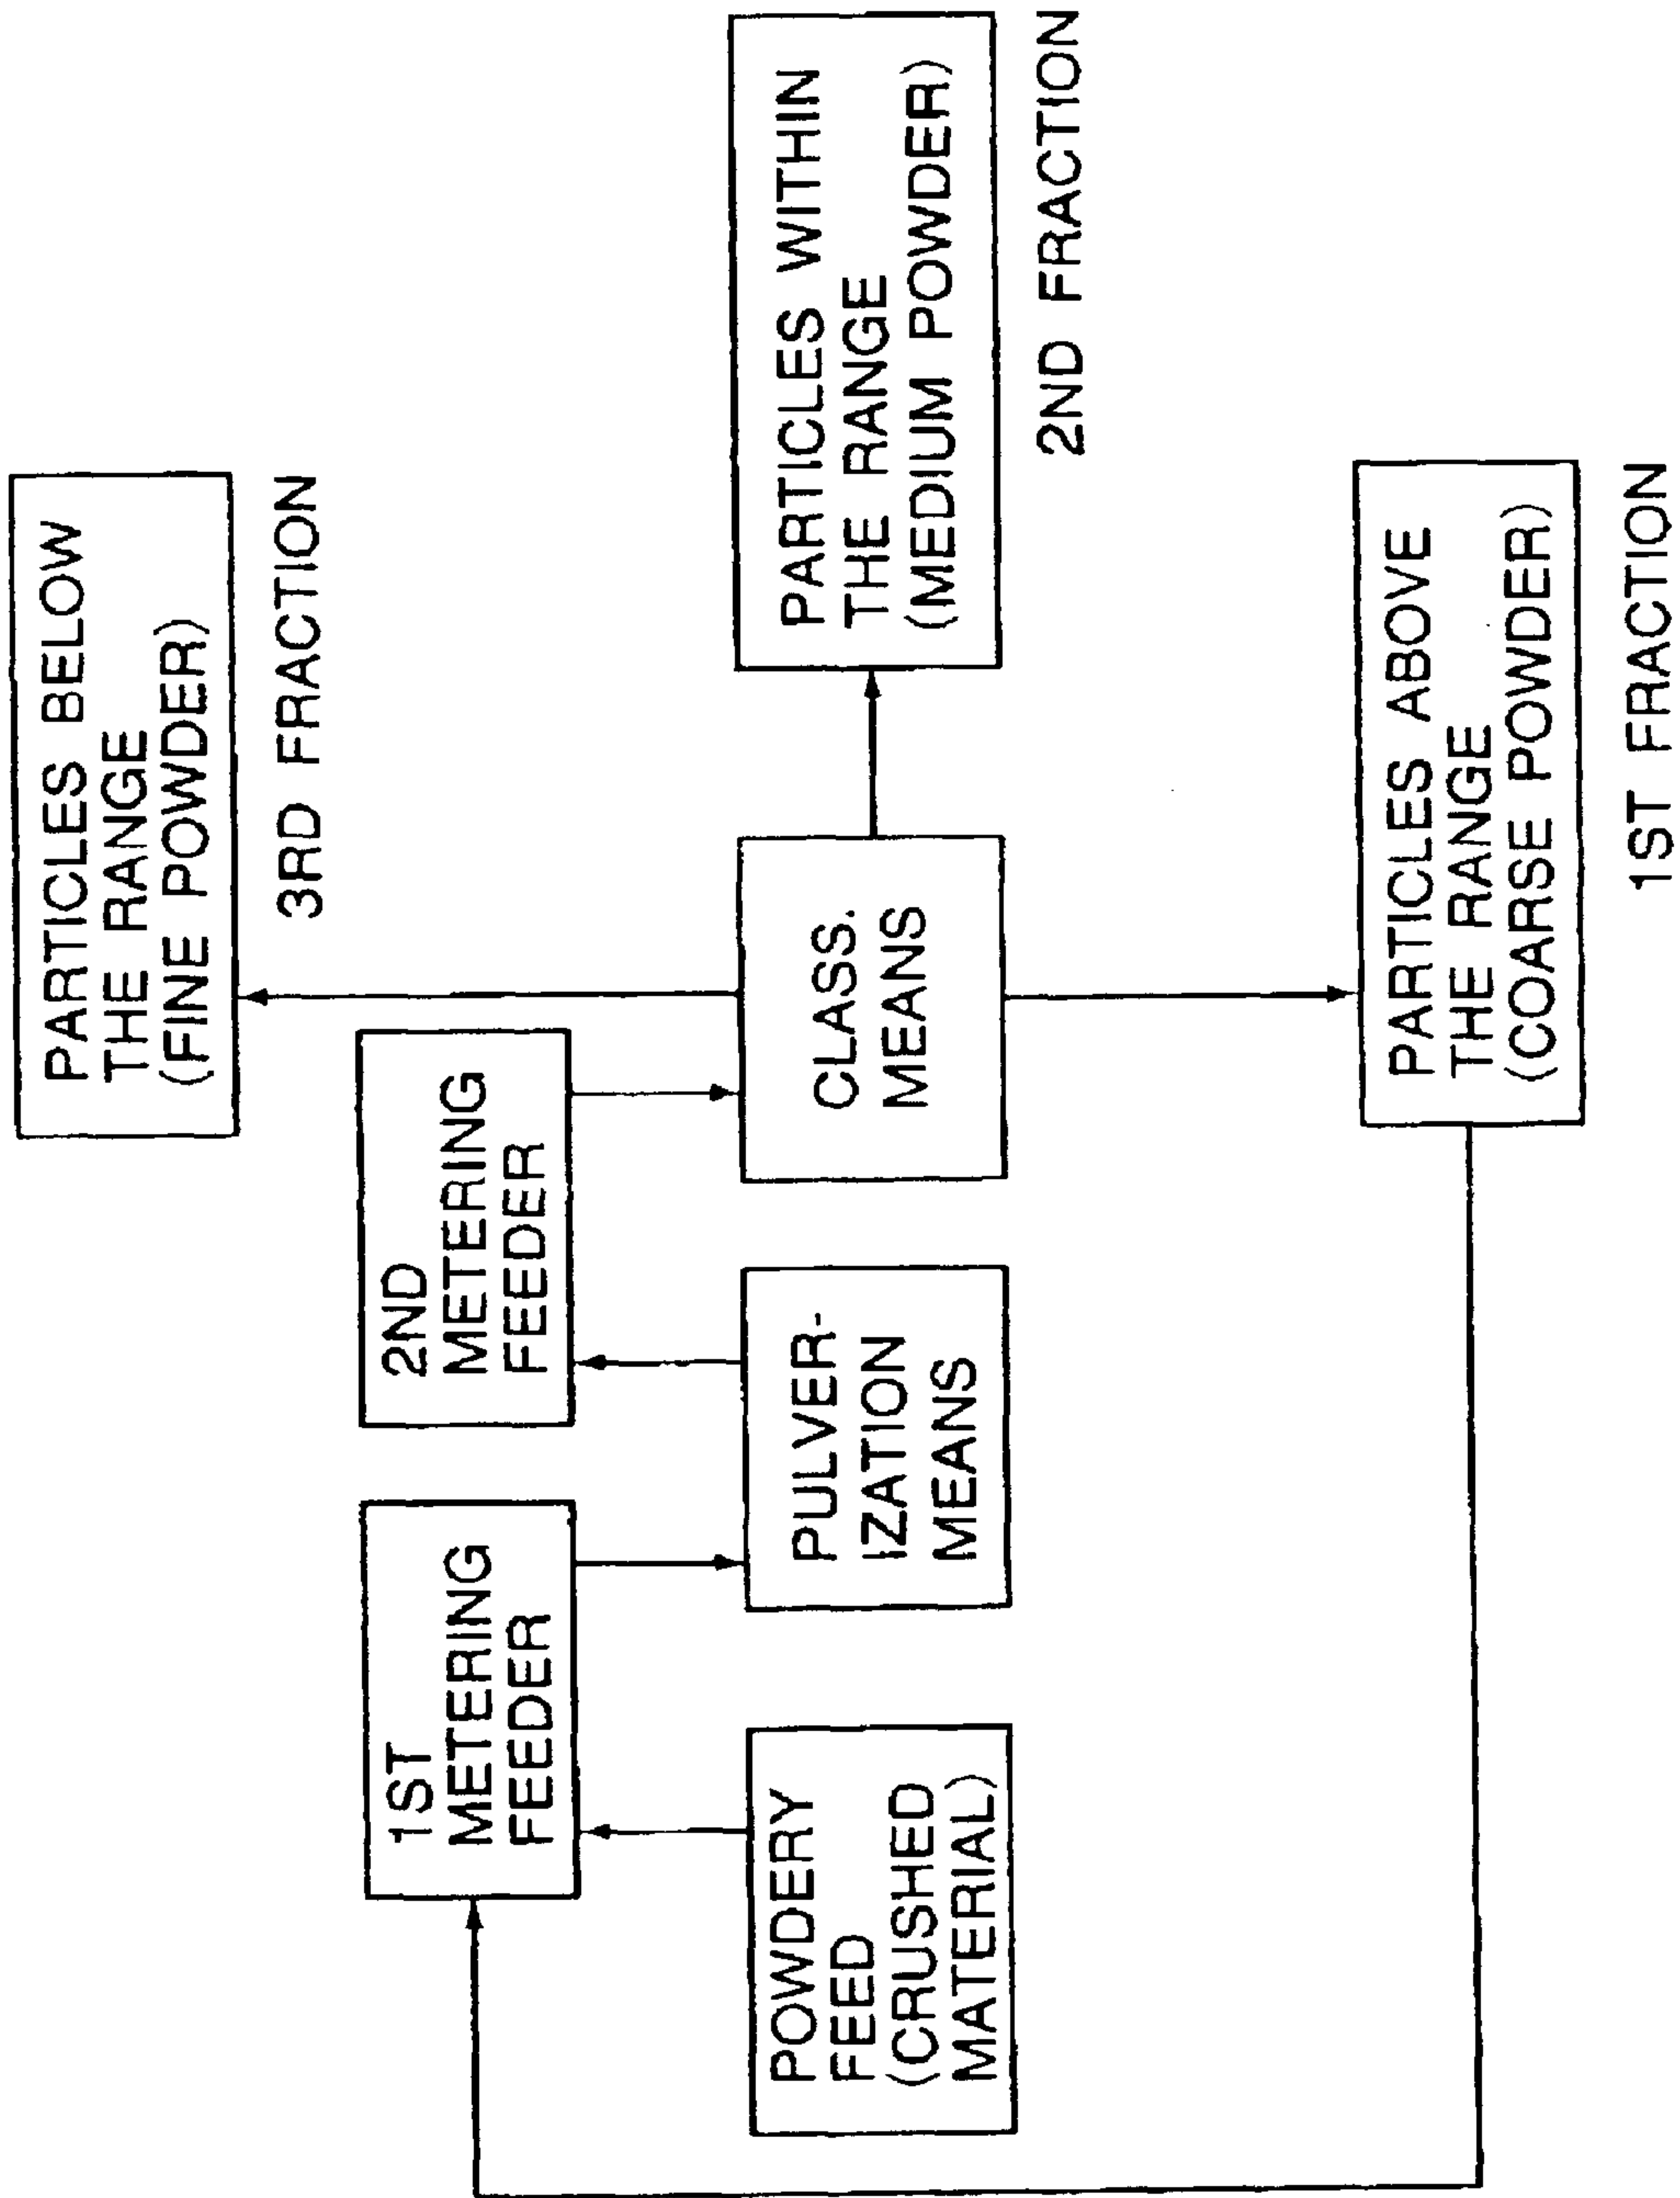 POWDERY
FEED
(CRUSHED
MATERIAL)
1ST
METERING
FEEDER
PULVER-
IZATION
MEANS
2ND
METERING
FEEDER
CLASS.
MEANS
PARTICLES BELOW
THE RANGE
(FINE POWDER)
3RD FRACTION
PARTICLES WITHIN
THE RANGE
(MEDIUM POWDER)
2ND FRACTION
PARTICLES ABOVE
THE RANGE
(COARSE POWDER)
1ST FRACTION